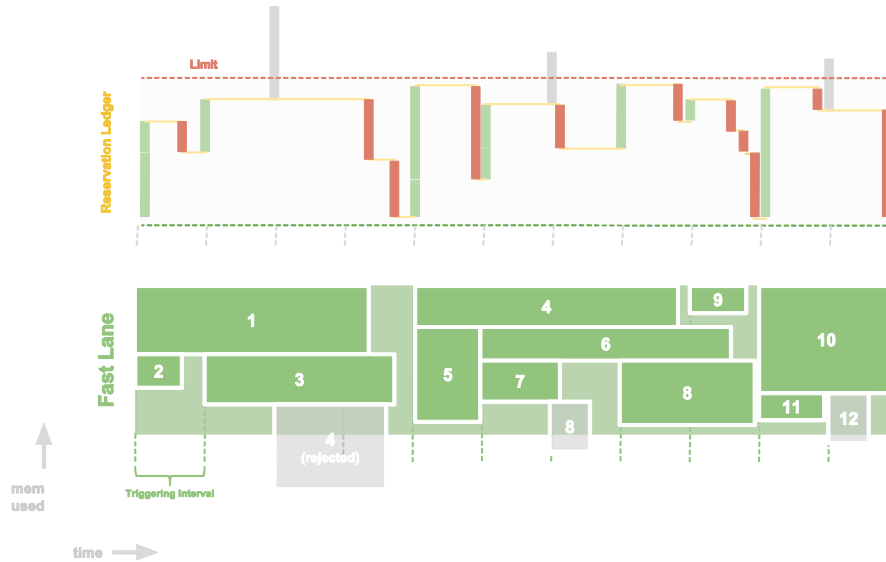 Limit
Reservation Ledger
Fast Lane
1
4
9
2
3
5
6
7
8
10
11
4
(rejected)
8
12
Triggering Interval
mem
used
time